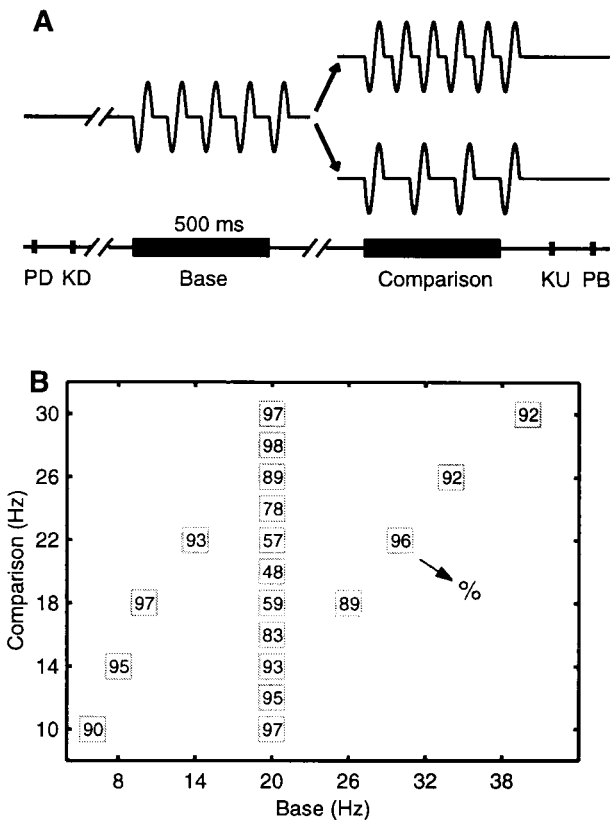 A
500 ms
PD KD Base Comparison KU PB
B
Comparison (Hz)
30 97 92
98
26 89 92
78
22 93 57 96
48 %
18 97 59 89
83
14 95 93
95
10 90 97
8 14 20 26 32 38
Base (Hz)